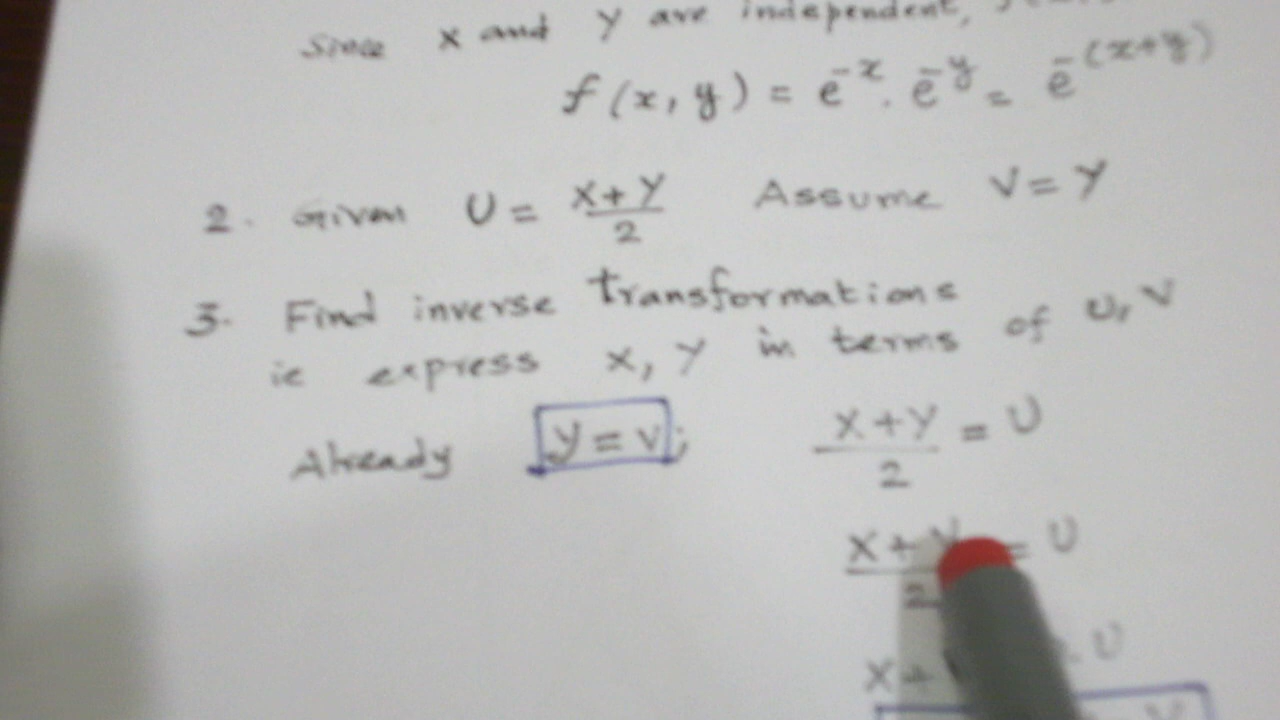 Since X and Y are independent,
f(x, y) = e^-x . e^-y = e^-(x+y)
2. Given U = (X+Y)/2 Assume V = Y
3. Find inverse transformations
ie express X, Y in terms of U, V
Already y = v; (X+Y)/2 = U
X + V/2 = U
X + U
V